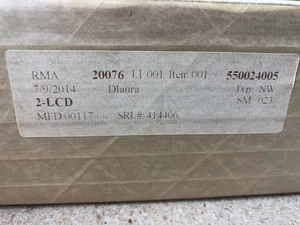 RMA 20076 LI 001 Item 001 550024005
7/9/2014 Dlaura Typ NW
2-LCD SM 023
MFD 00117 SRL#: 414406